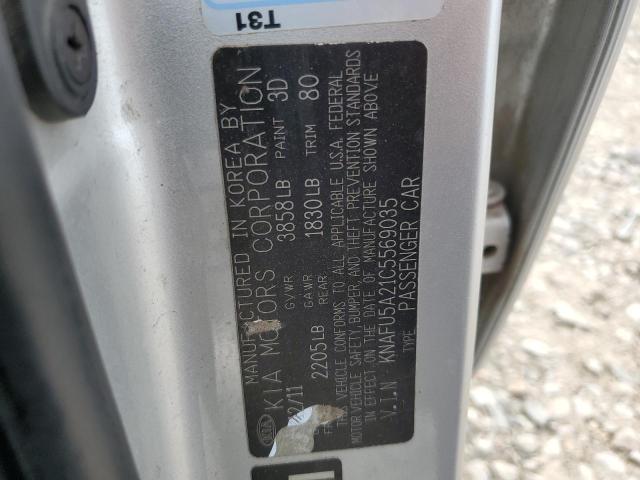 T31
MANUFACTURED IN KOREA BY
KIA MOTORS CORPORATION
2/11 GVWR 3858LB PAINT 3D
2205LB GAWR REAR 1830LB TRIM 80
THIS VEHICLE CONFORMS TO ALL APPLICABLE U.S.A. FEDERAL
MOTOR VEHICLE SAFETY, BUMPER, AND THEFT PREVENTION STANDARDS
IN EFFECT ON THE DATE OF MANUFACTURE SHOWN ABOVE
V.I.N KNAFU5A21C5569035
TYPE PASSENGER CAR